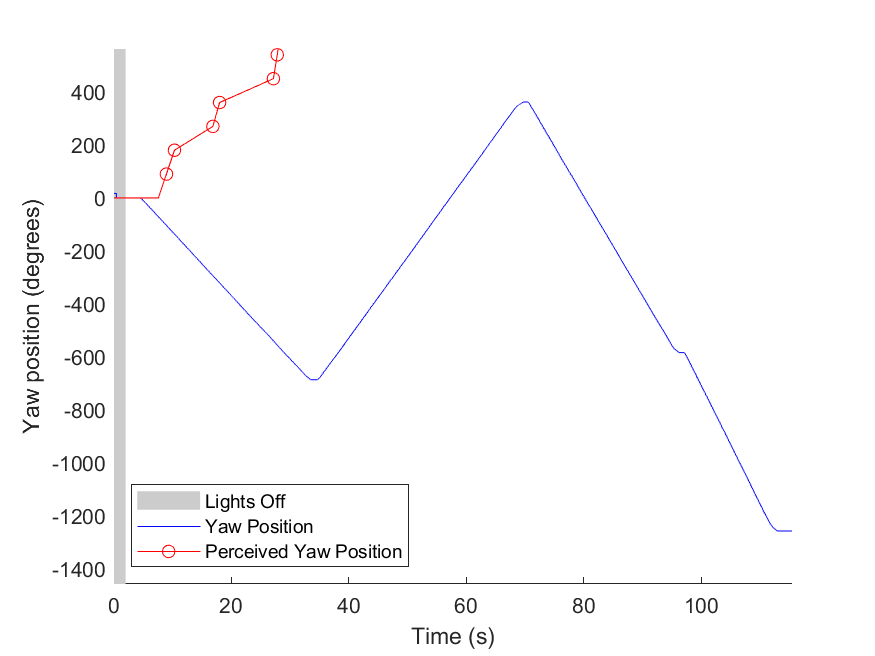 400
200
0
-200
-400
-600
-800
-1000
-1200
-1400
Yaw position (degrees)
Lights Off
Yaw Position
Perceived Yaw Position
0 20 40 60 80 100
Time (s)